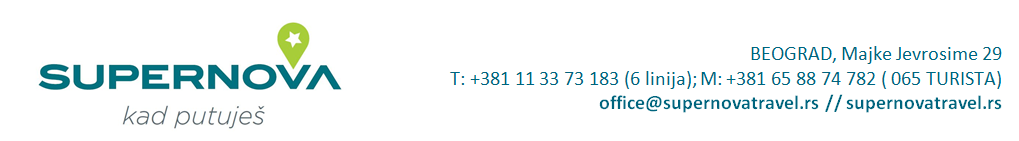 SUPERNOVA
kad putuješ
BEOGRAD, Majke Jevrosime 29
T: +381 11 33 73 183 (6 linija); M: +381 65 88 74 782 ( 065 TURISTA)
office@supernovatravel.rs // supernovatravel.rs